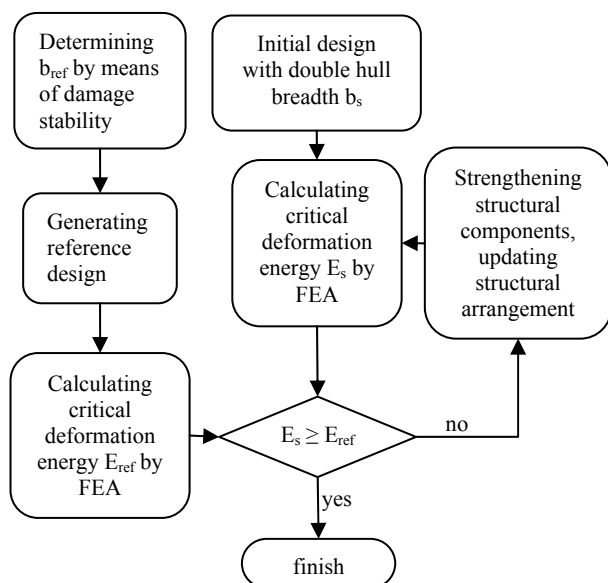 Determining
b_ref by means
of damage
stability
Initial design
with double hull
breadth b_s
Generating
reference
design
Calculating
critical
deformation
energy E_s by
FEA
Strengthening
structural
components,
updating
structural
arrangement
Calculating
critical
deformation
energy E_ref by
FEA
E_s ≥ E_ref
no
yes
finish